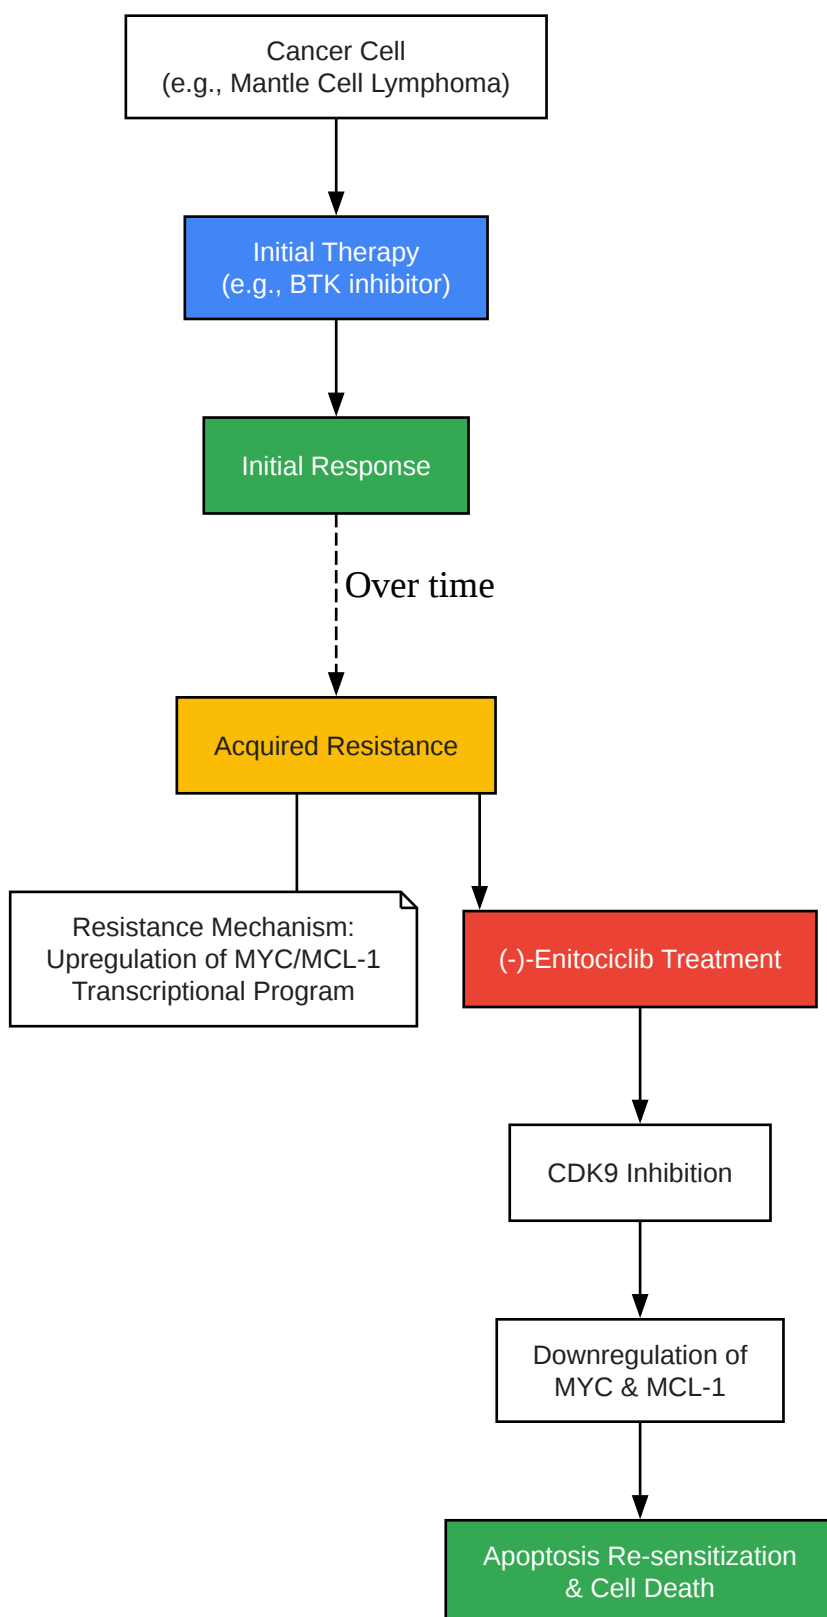 Cancer Cell
(e.g., Mantle Cell Lymphoma)
Initial Therapy
(e.g., BTK inhibitor)
Initial Response
Over time
Acquired Resistance
Resistance Mechanism:
Upregulation of MYC/MCL-1
Transcriptional Program
(-)-Enitociclib Treatment
CDK9 Inhibition
Downregulation of
MYC & MCL-1
Apoptosis Re-sensitization
& Cell Death